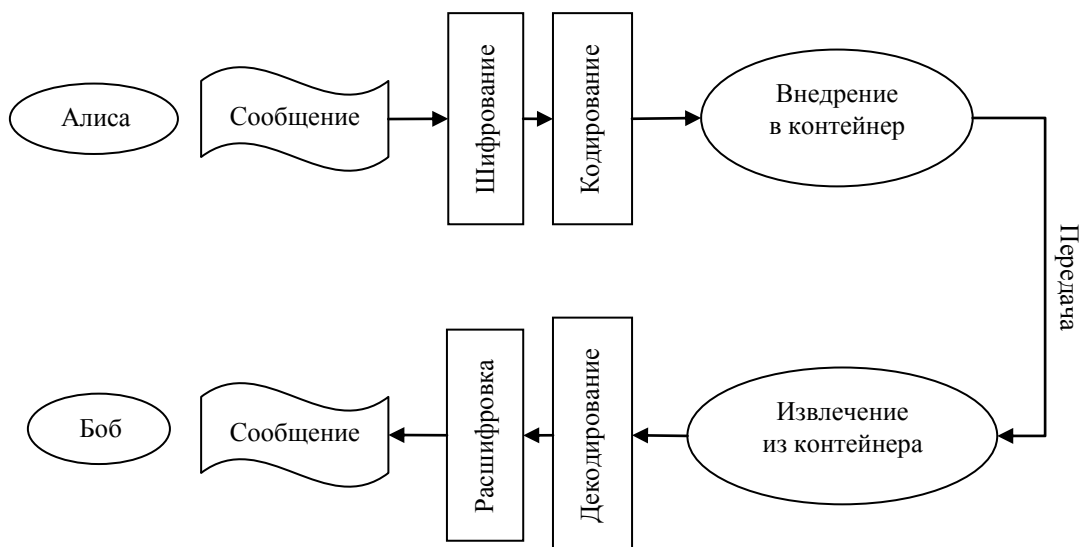 Алиса
Сообщение
Шифрование
Кодирование
Внедрение
в контейнер
Передача
Боб
Сообщение
Расшифровка
Декодирование
Извлечение
из контейнера